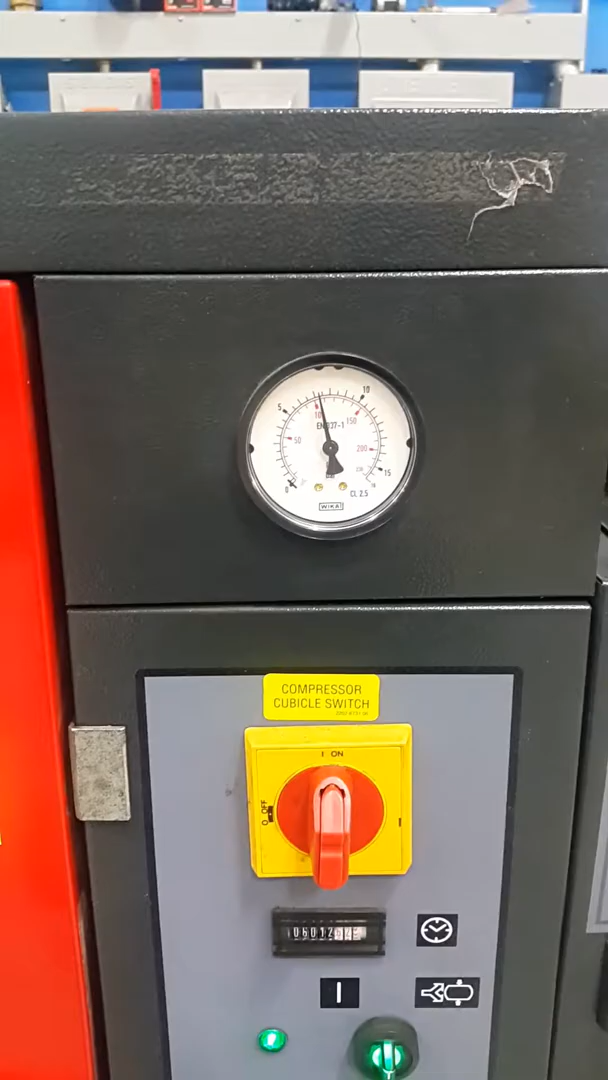 5
10
100
150
EN 837-1
50
200
0
15
bar
CL 2.5
WIKA
COMPRESSOR
CUBICLE SWITCH
I ON
O OFF
I